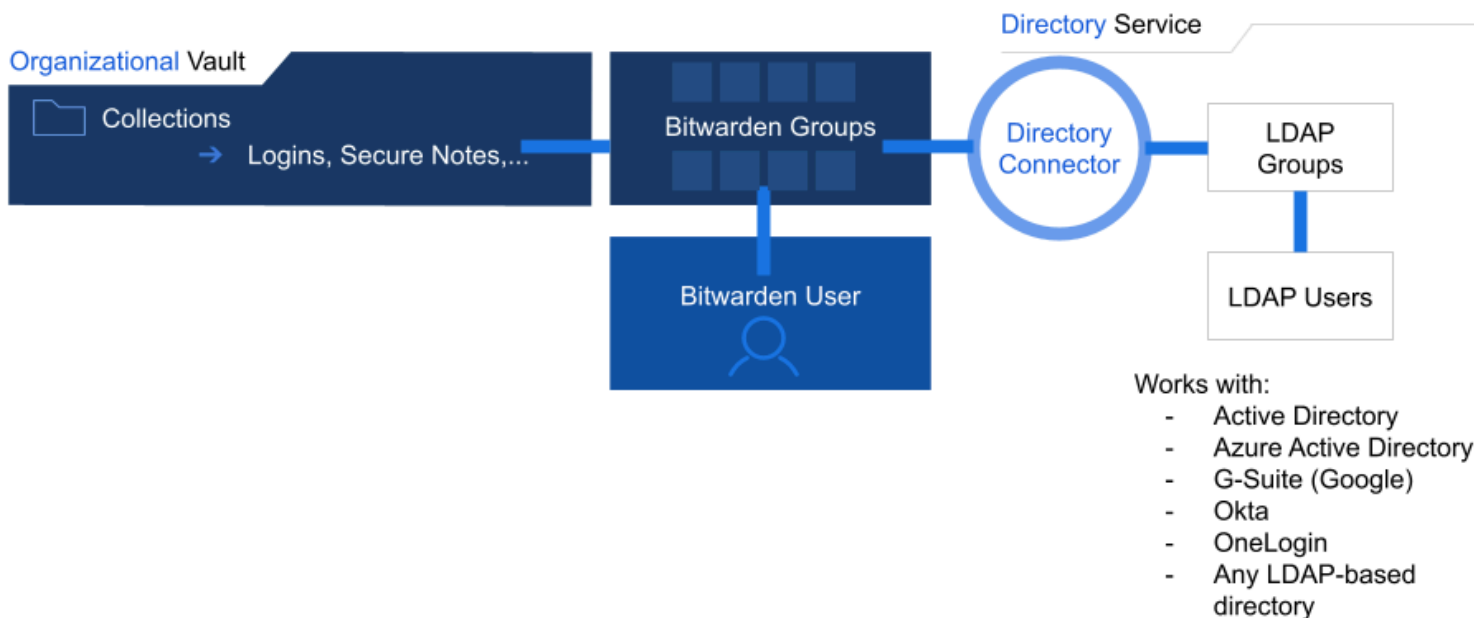 Organizational Vault
Collections
➔ Logins, Secure Notes,...
Bitwarden Groups
Bitwarden User
Directory Service
Directory
Connector
LDAP
Groups
LDAP Users
Works with:
- Active Directory
- Azure Active Directory
- G-Suite (Google)
- Okta
- OneLogin
- Any LDAP-based
directory